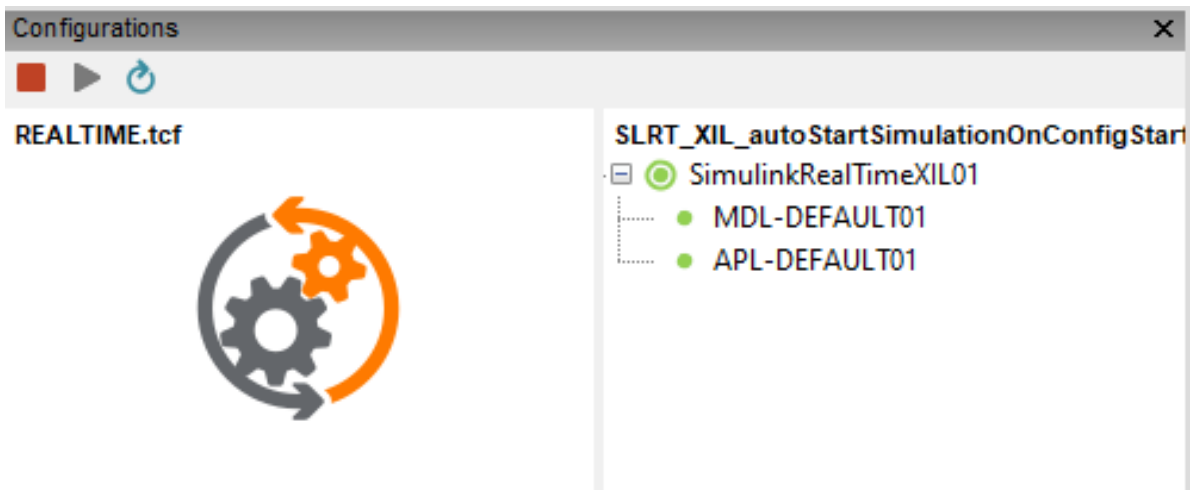 Configurations
REALTIME.tcf
SLRT_XIL_autoStartSimulationOnConfigStart
SimulinkRealTimeXIL01
MDL-DEFAULT01
APL-DEFAULT01